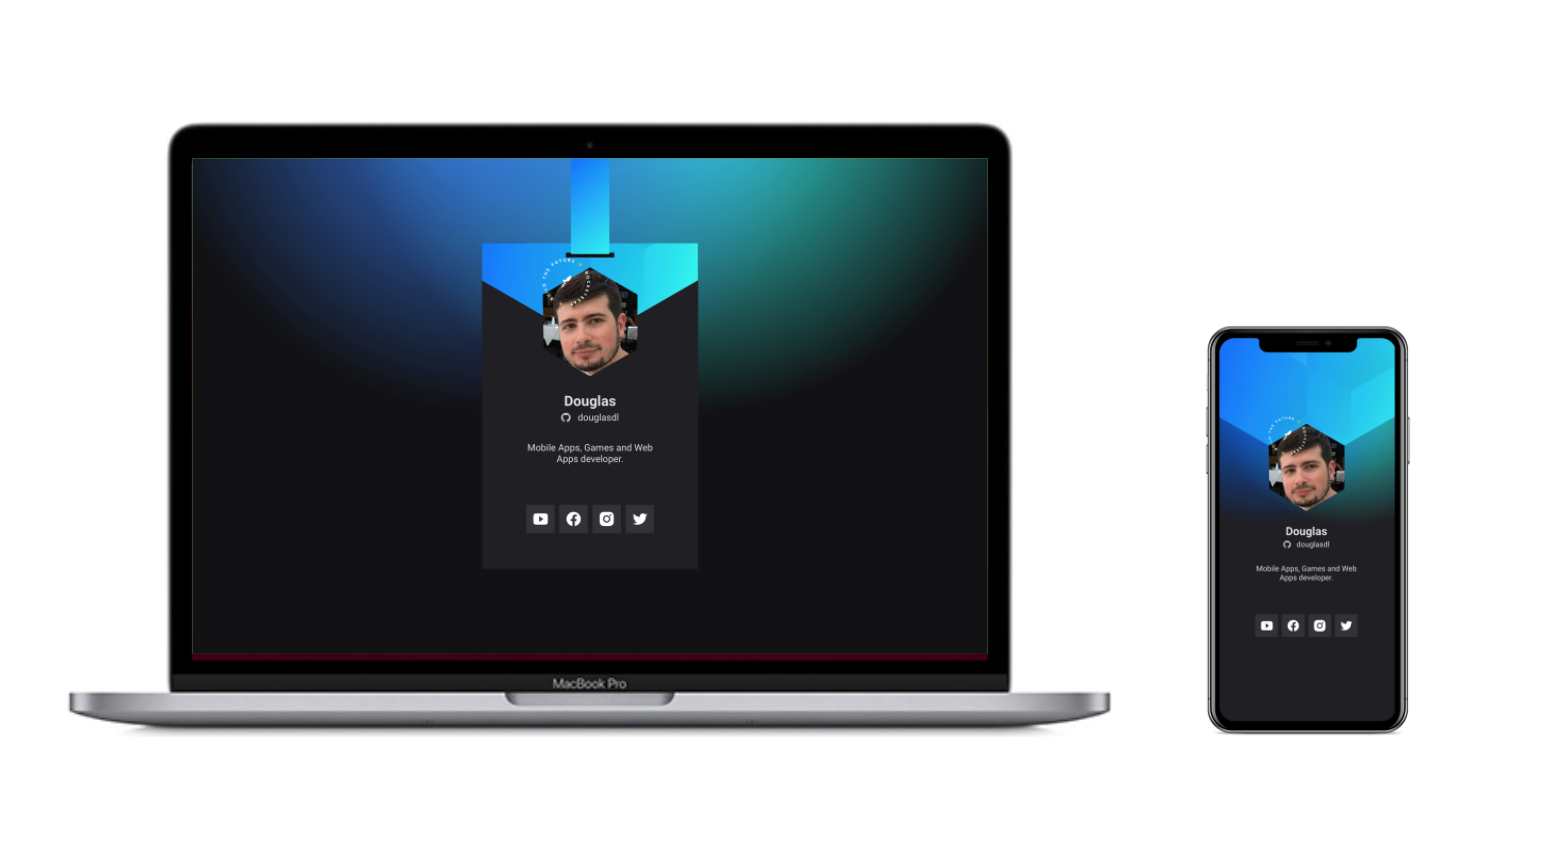 Douglas
douglasdl
Mobile Apps, Games and Web
Apps developer.
MacBook Pro
Douglas
douglasdl
Mobile Apps, Games and Web
Apps developer.